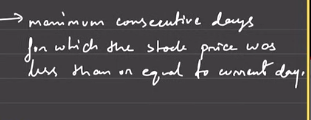 → maximum consecutive days
for which the stock price was
less than or equal to current day.